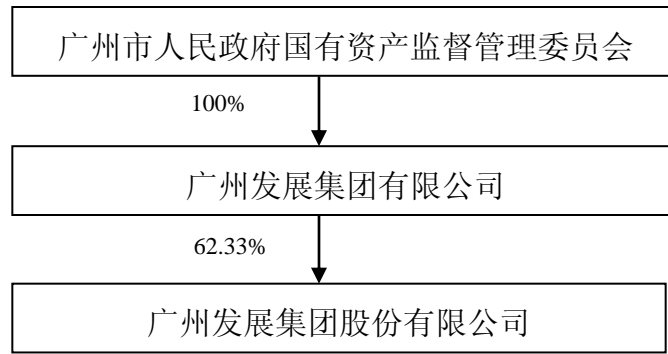 广州市人民政府国有资产监督管理委员会
100%
广州发展集团有限公司
62.33%
广州发展集团股份有限公司